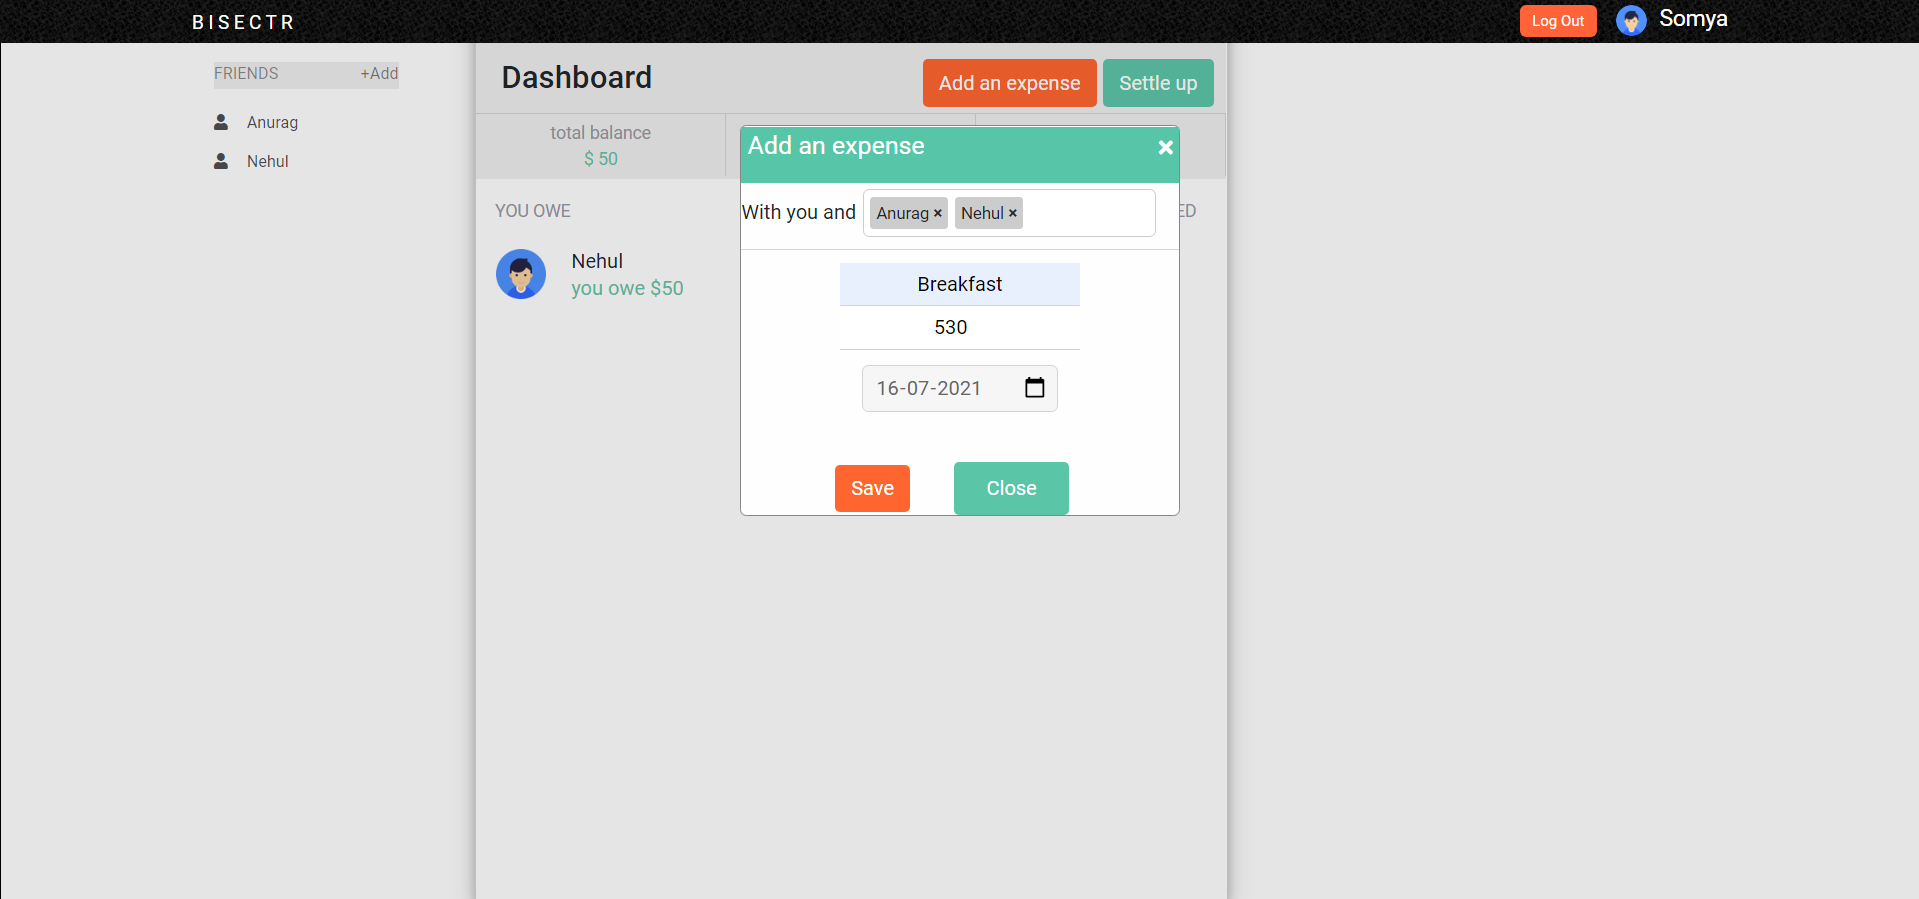 BISECTR
Log Out
Somya
FRIENDS +Add
Anurag
Nehul
Dashboard
Add an expense
Settle up
total balance
$ 50
YOU OWE
Nehul
you owe $50
Add an expense ×
With you and Anurag × Nehul ×
Breakfast
530
16-07-2021
Save
Close
ED